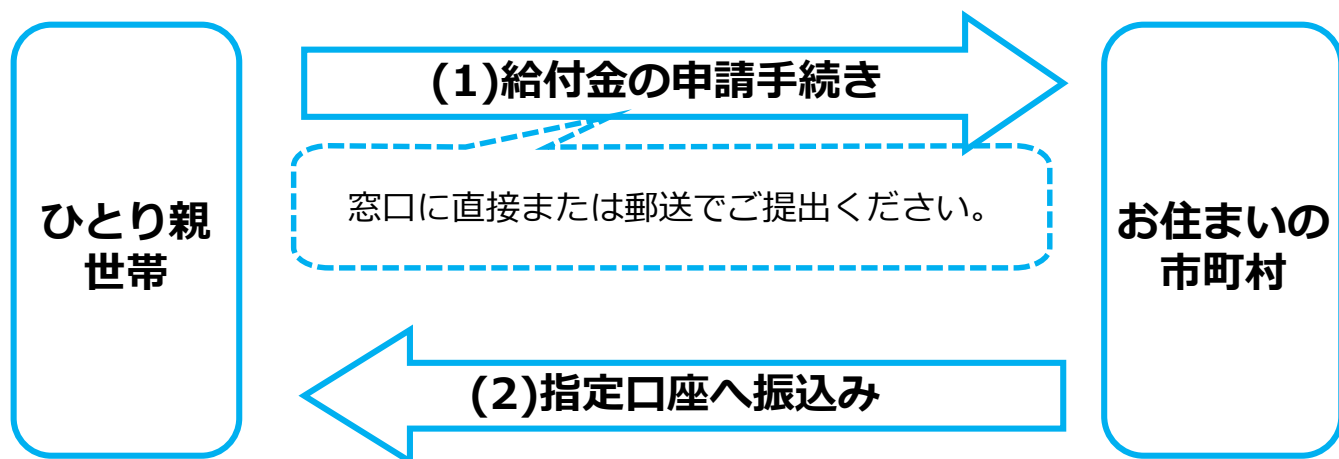 ひとり親
世帯
(1)給付金の申請手続き
窓口に直接または郵送でご提出ください。
(2)指定口座へ振込み
お住まいの
市町村